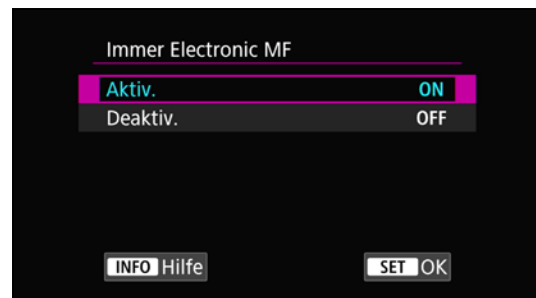 Immer Electronic MF
Aktiv. ON
Deaktiv. OFF
INFO Hilfe SET OK